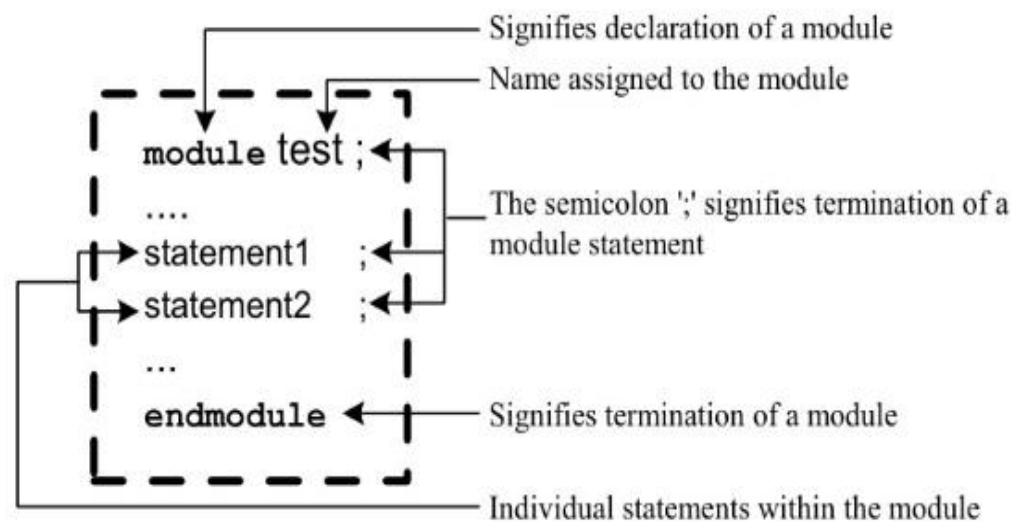 Signifies declaration of a module
Name assigned to the module
module test ;
....
The semicolon ';' signifies termination of a
module statement
statement1 ;
statement2 ;
...
endmodule
Signifies termination of a module
Individual statements within the module